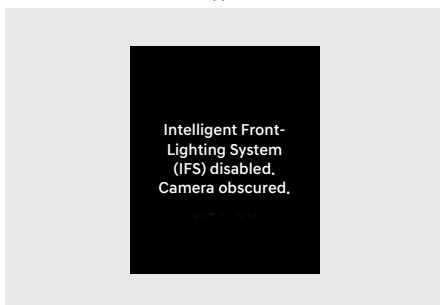 Intelligent Front-
Lighting System
(IFS) disabled.
Camera obscured.